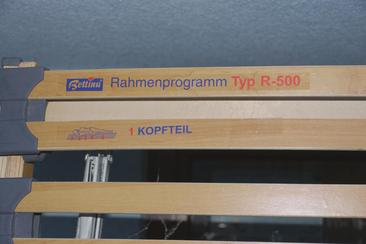 Bettina Rahmenprogramm Typ R-500
1 KOPFTEIL